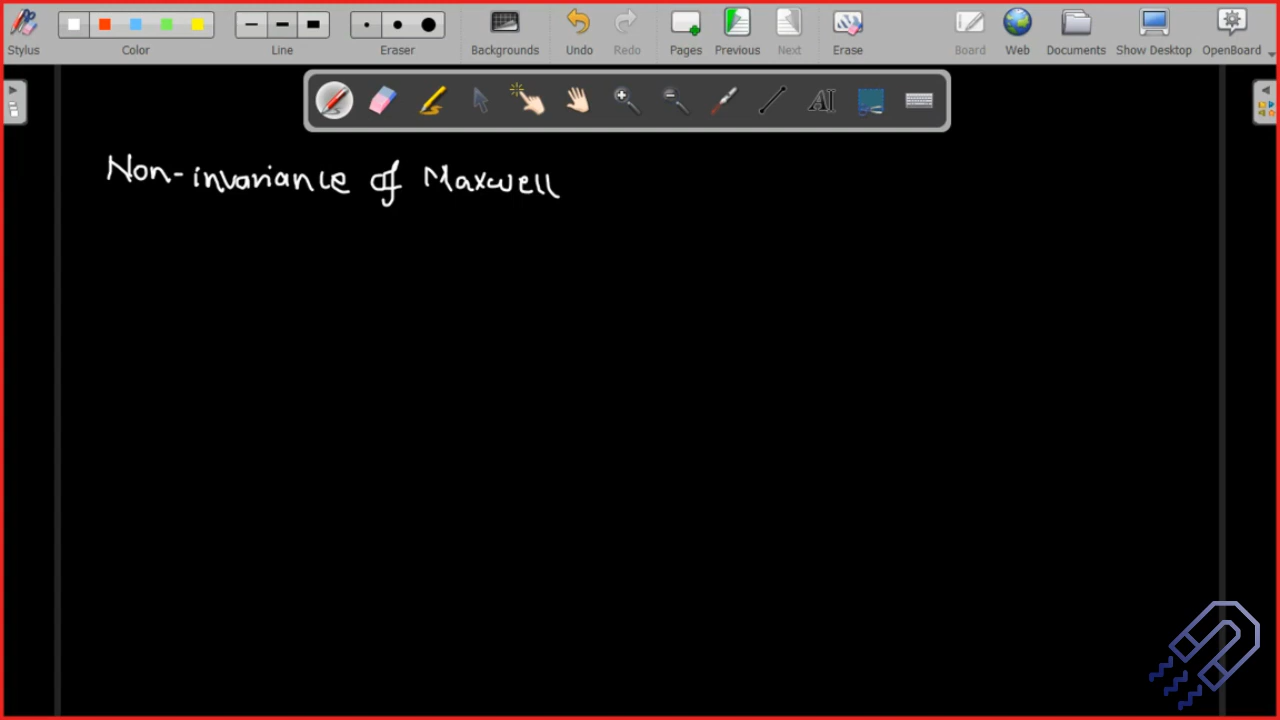 Stylus Color Line Eraser Backgrounds Undo Redo Pages Previous Next Erase Board Web Documents Show Desktop OpenBoard
AI
Non-invariance of Maxwell